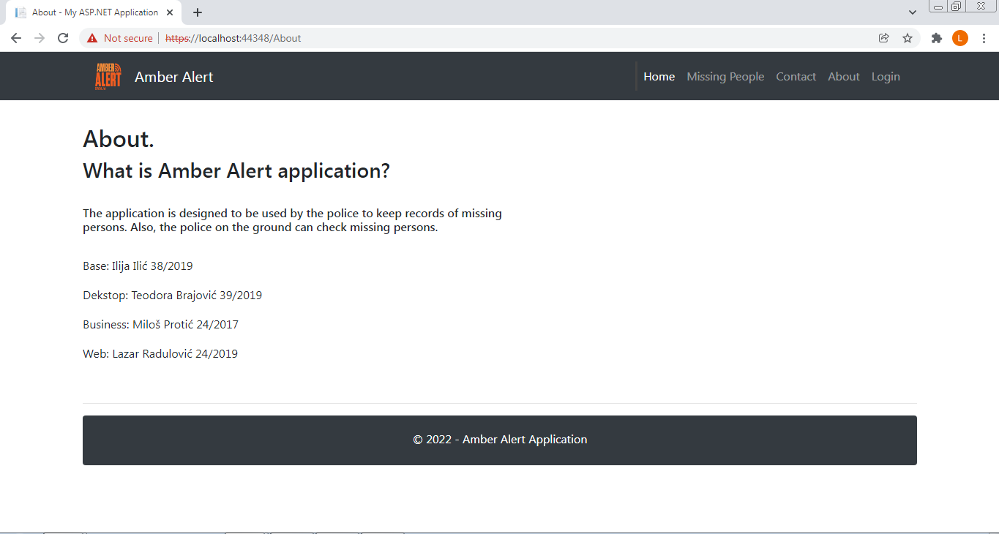 About - My ASP.NET Application
Not secure
https://localhost:44348/About
L
AMBER
ALERT
Amber Alert
Home Missing People Contact About Login
About.
What is Amber Alert application?
The application is designed to be used by the police to keep records of missing
persons. Also, the police on the ground can check missing persons.
Base: Ilija Ilić 38/2019
Dekstop: Teodora Brajović 39/2019
Business: Miloš Protić 24/2017
Web: Lazar Radulović 24/2019
© 2022 - Amber Alert Application